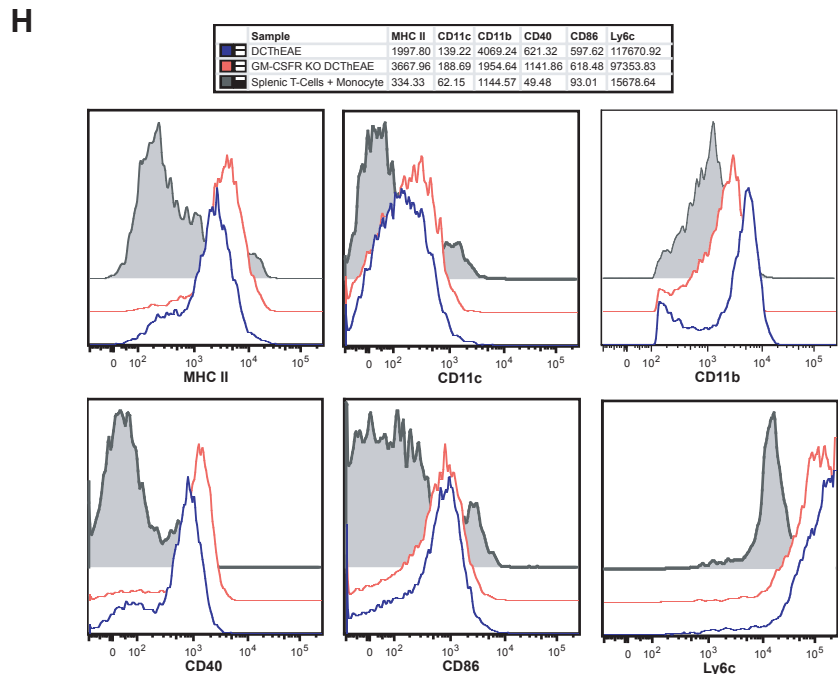 H
Sample MHC II CD11c CD11b CD40 CD86 Ly6c
DCThEAE 1997.80 139.22 4069.24 621.32 597.62 117670.92
GM-CSFR KO DCThEAE 3667.96 188.69 1954.64 1141.86 618.48 97353.83
Splenic T-Cells + Monocyte 334.33 62.15 1144.57 49.48 93.01 15678.64
0 10² 10³ 10⁴ 10⁵
MHC II
0 10² 10³ 10⁴ 10⁵
CD11c
0 10² 10³ 10⁴ 10⁵
CD11b
0 10² 10³ 10⁴ 10⁵
CD40
0 10² 10³ 10⁴ 10⁵
CD86
0 10² 10³ 10⁴ 10⁵
Ly6c